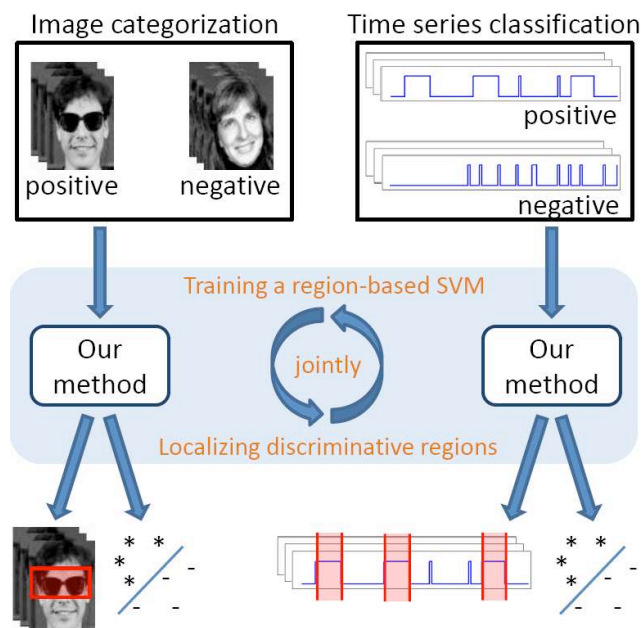 Image categorization
Time series classification
positive
negative
positive
negative
Training a region-based SVM
Our
method
jointly
Our
method
Localizing discriminative regions